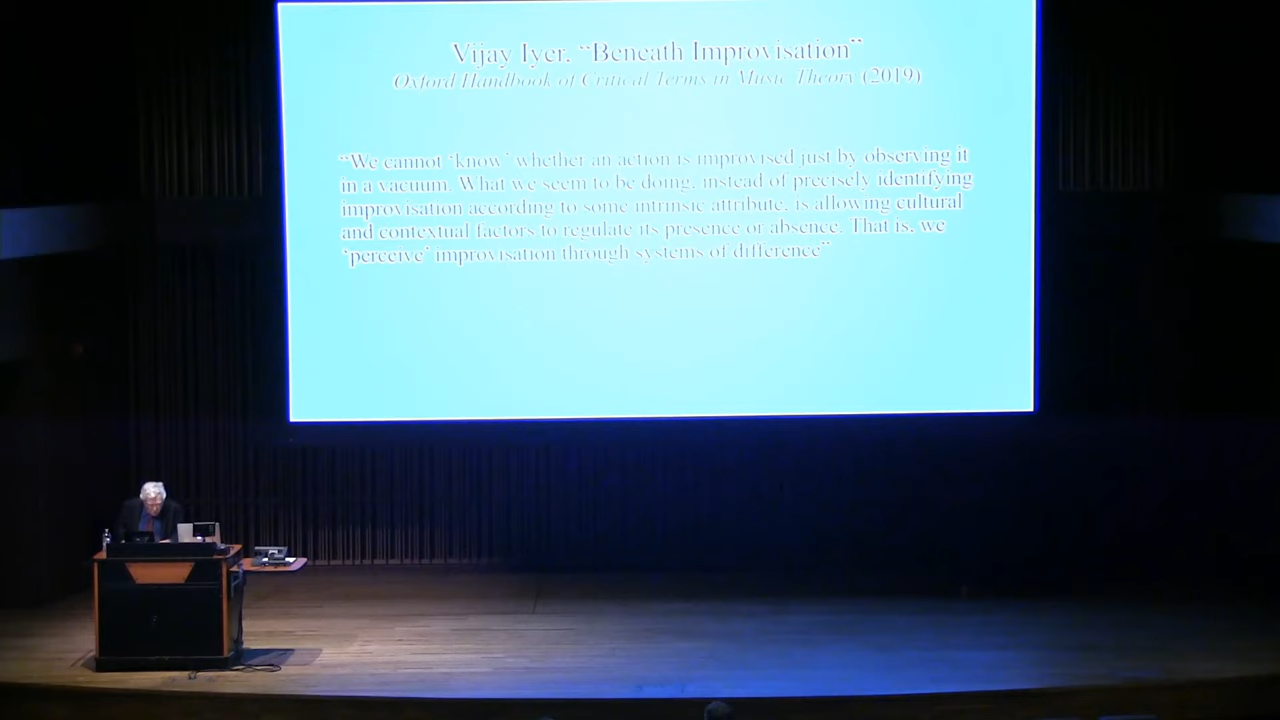 Vijay Iyer, “Beneath Improvisation”
Oxford Handbook of Critical Terms in Music Theory (2019)
“We cannot ‘know’ whether an action is improvised just by observing it
in a vacuum. What we seem to be doing, instead of precisely identifying
improvisation according to some intrinsic attribute, is allowing cultural
and contextual factors to regulate its presence or absence. That is, we
‘perceive’ improvisation through systems of difference”